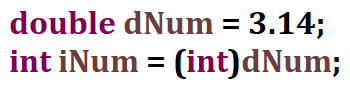 double dNum = 3.14;
int iNum = (int)dNum;